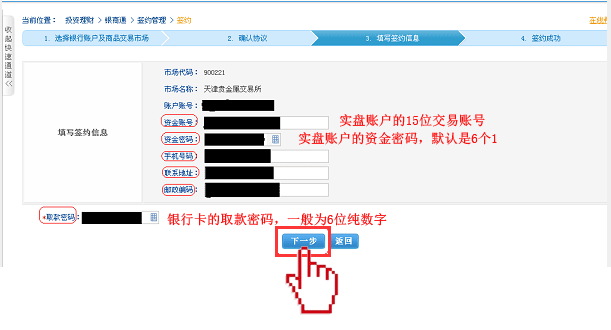 当前位置： 投资理财 > 银商通 > 签约管理 > 签约
收起快速通道 <<
1. 选择银行账户及商品交易市场 2. 确认协议 3. 填写签约信息 4. 签约成功
市场代码： 900221
市场名称： 天津贵金属交易所
账户账号：
资金账号： 实盘账户的15位交易账号
资金密码： 实盘账户的资金密码，默认是6个1
填写签约信息
手机号码：
联系地址：
邮政编码：
*取款密码： 银行卡的取款密码，一般为6位纯数字
下一步 返回